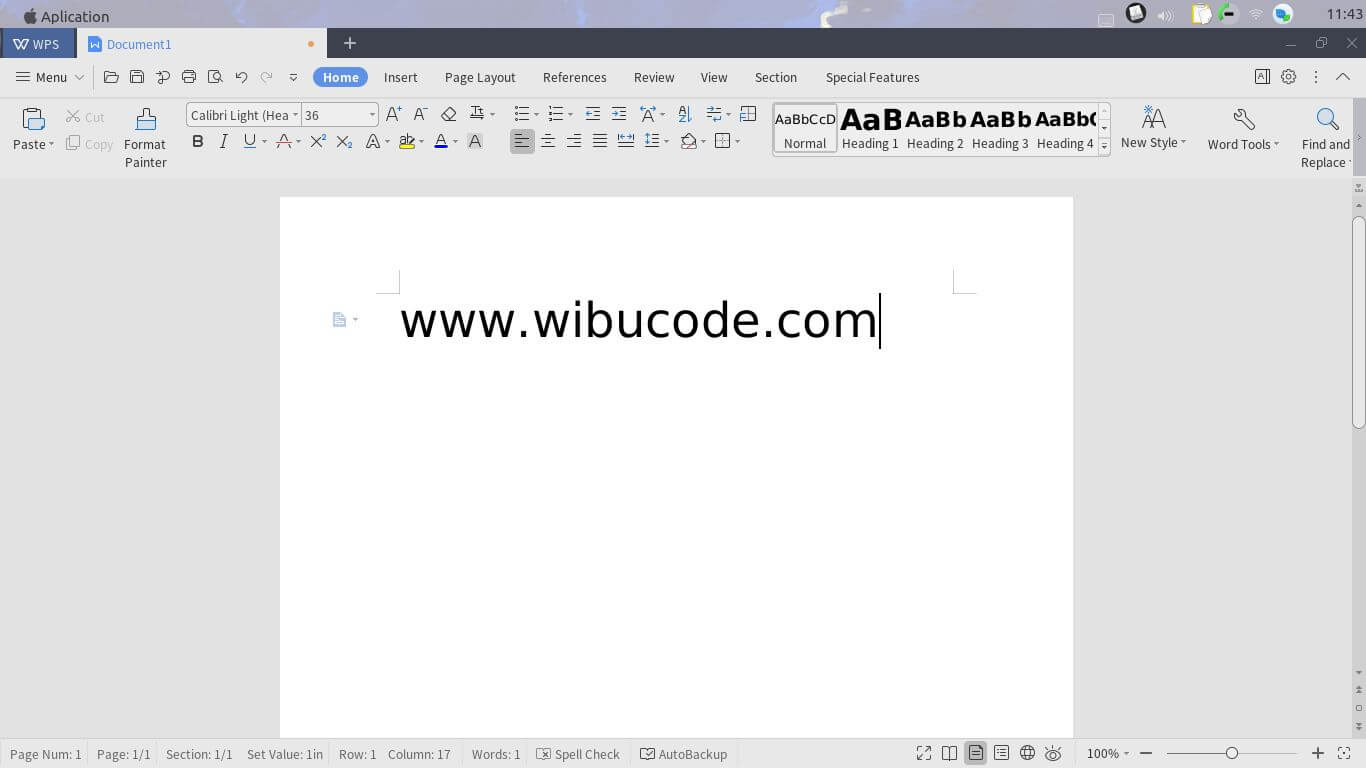 Aplication
11:43
WPS
Document1
Menu
Home
Insert
Page Layout
References
Review
View
Section
Special Features
Paste
Cut
Copy
Format
Painter
Calibri Light (Hea
36
AaBbCcD
Normal
AaB
Heading 1
AaBb
Heading 2
AaBb
Heading 3
AaBb(
Heading 4
New Style
Word Tools
Find and
Replace
www.wibucode.com
Page Num: 1
Page: 1/1
Section: 1/1
Set Value: 1in
Row: 1
Column: 17
Words: 1
Spell Check
AutoBackup
100%